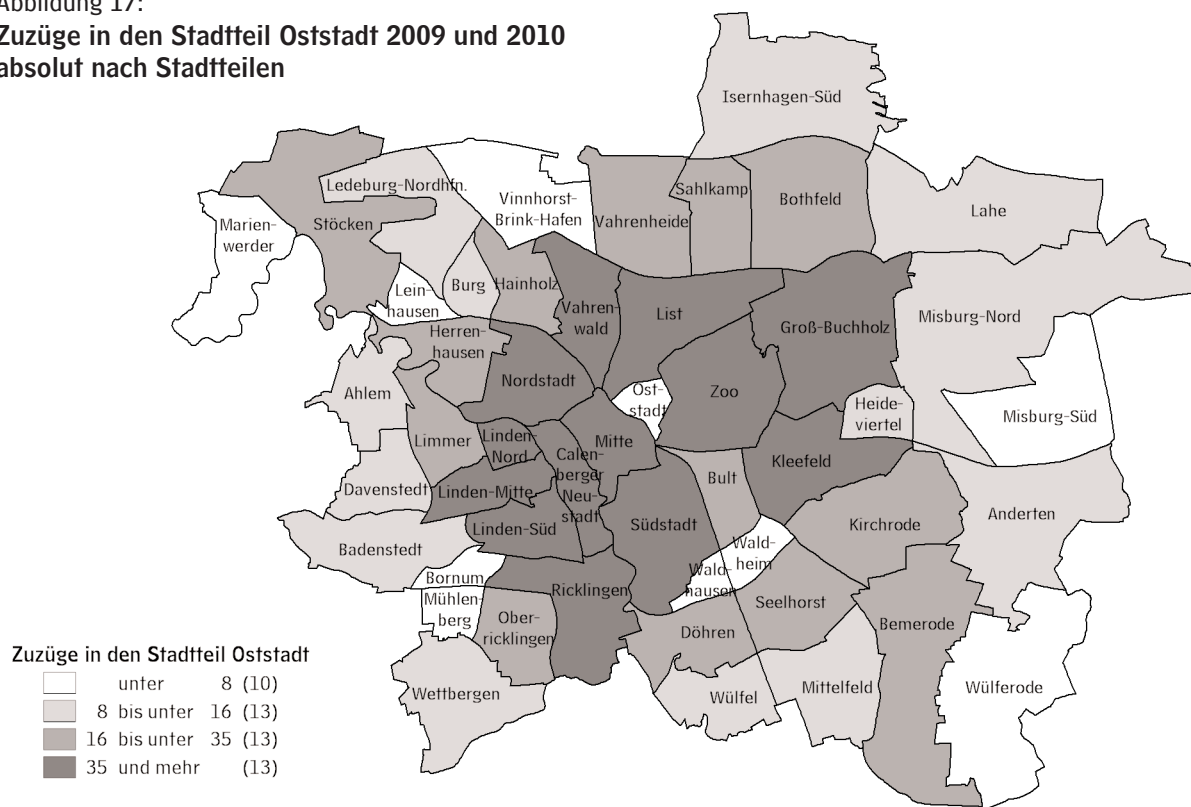 Abbildung 17:
Zuzüge in den Stadtteil Oststadt 2009 und 2010
absolut nach Stadtteilen
Isernhagen-Süd
Ledeburg-Nordhfn.
Vinnhorst-
Brink-Hafen
Vahrenheide
Sahlkamp
Bothfeld
Lahe
Marien-
werder
Stöcken
Lein-
hausen
Burg
Hainholz
Vahren-
wald
List
Groß-Buchholz
Misburg-Nord
Herren-
hausen
Nordstadt
Ost-
stadt
Zoo
Heide-
viertel
Misburg-Süd
Ahlem
Limmer
Linden-
Nord
Calen-
berger
Neu-
stadt
Mitte
Bult
Kleefeld
Davenstedt
Linden-Mitte
Linden-Süd
Südstadt
Kirchrode
Anderten
Badenstedt
Wald-
heim
Wald-
hausen
Bornum
Mühlen-
berg
Ricklingen
Ober-
ricklingen
Seelhorst
Döhren
Bemerode
Wettbergen
Wülfel
Mittelfeld
Wülferode
Zuzüge in den Stadtteil Oststadt
unter 8 (10)
8 bis unter 16 (13)
16 bis unter 35 (13)
35 und mehr (13)